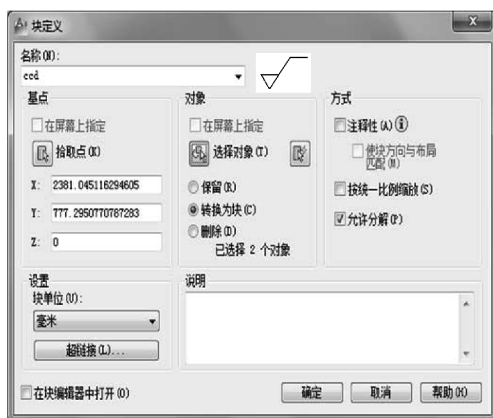 块定义
名称(N):
ccd
基点
在屏幕上指定
拾取点(K)
X: 2381.045116294605
Y: 777.2950770787283
Z: 0
对象
在屏幕上指定
选择对象(T)
保留(R)
转换为块(C)
删除(D)
已选择 2 个对象
方式
注释性(A)
使块方向与布局
匹配(M)
按统一比例缩放(S)
允许分解(P)
设置
块单位(U):
毫米
超链接(L)...
说明
在块编辑器中打开(O)
确定
取消
帮助(H)